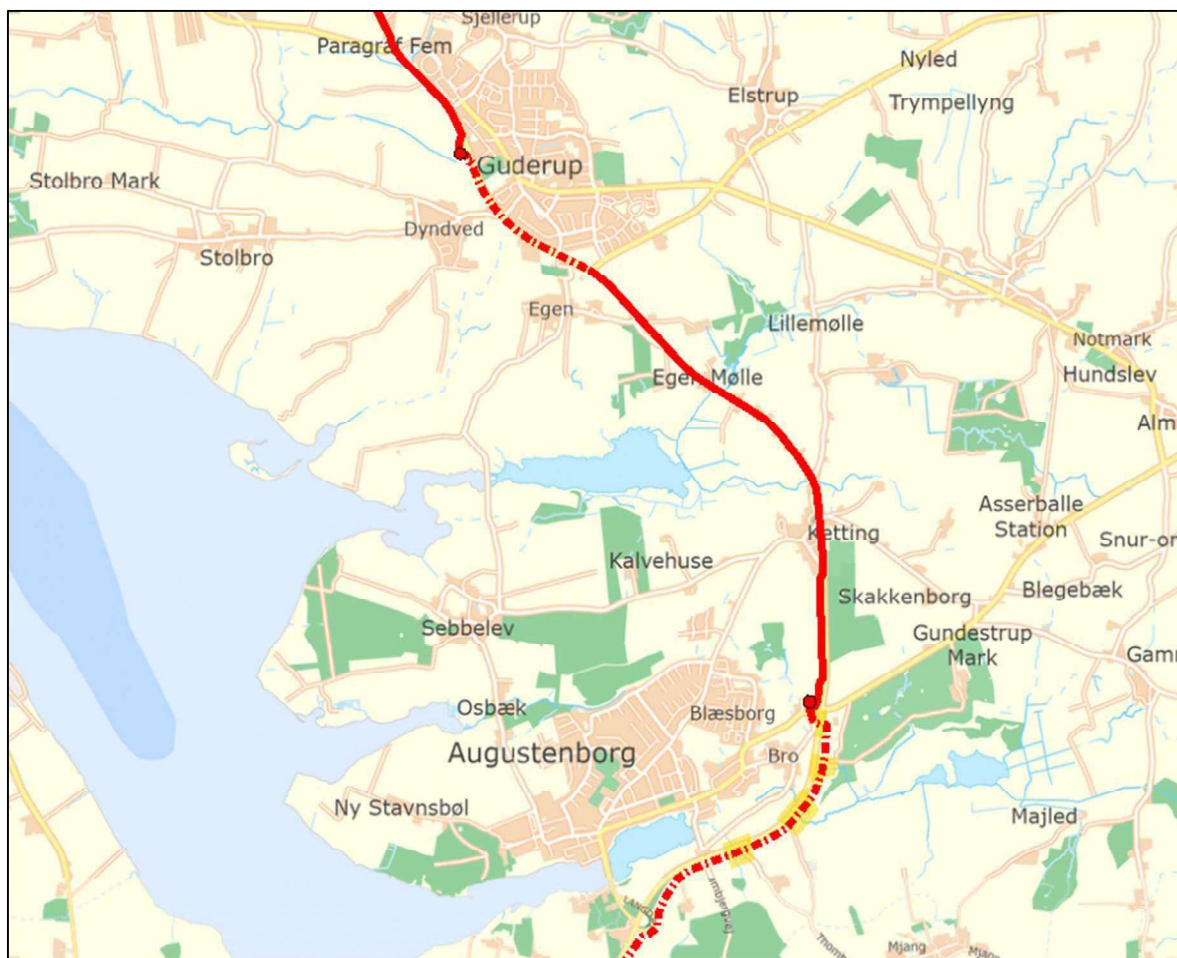 Sjellerup
Paragraf Fem
Nyled
Elstrup
Trympellyng
Guderup
Stolbro Mark
Dyndved
Stolbro
Egen
Lillemølle
Notmark
Egen Mølle
Hundslev
Alm
Asserballe
Station
Ketting
Snur-om
Kalvehuse
Skakkenborg
Blegebæk
Sebbelev
Gundestrup
Mark
Gamm
Osbæk
Blæsborg
Augustenborg
Bro
Ny Stavnsbøl
Majled
Mjang